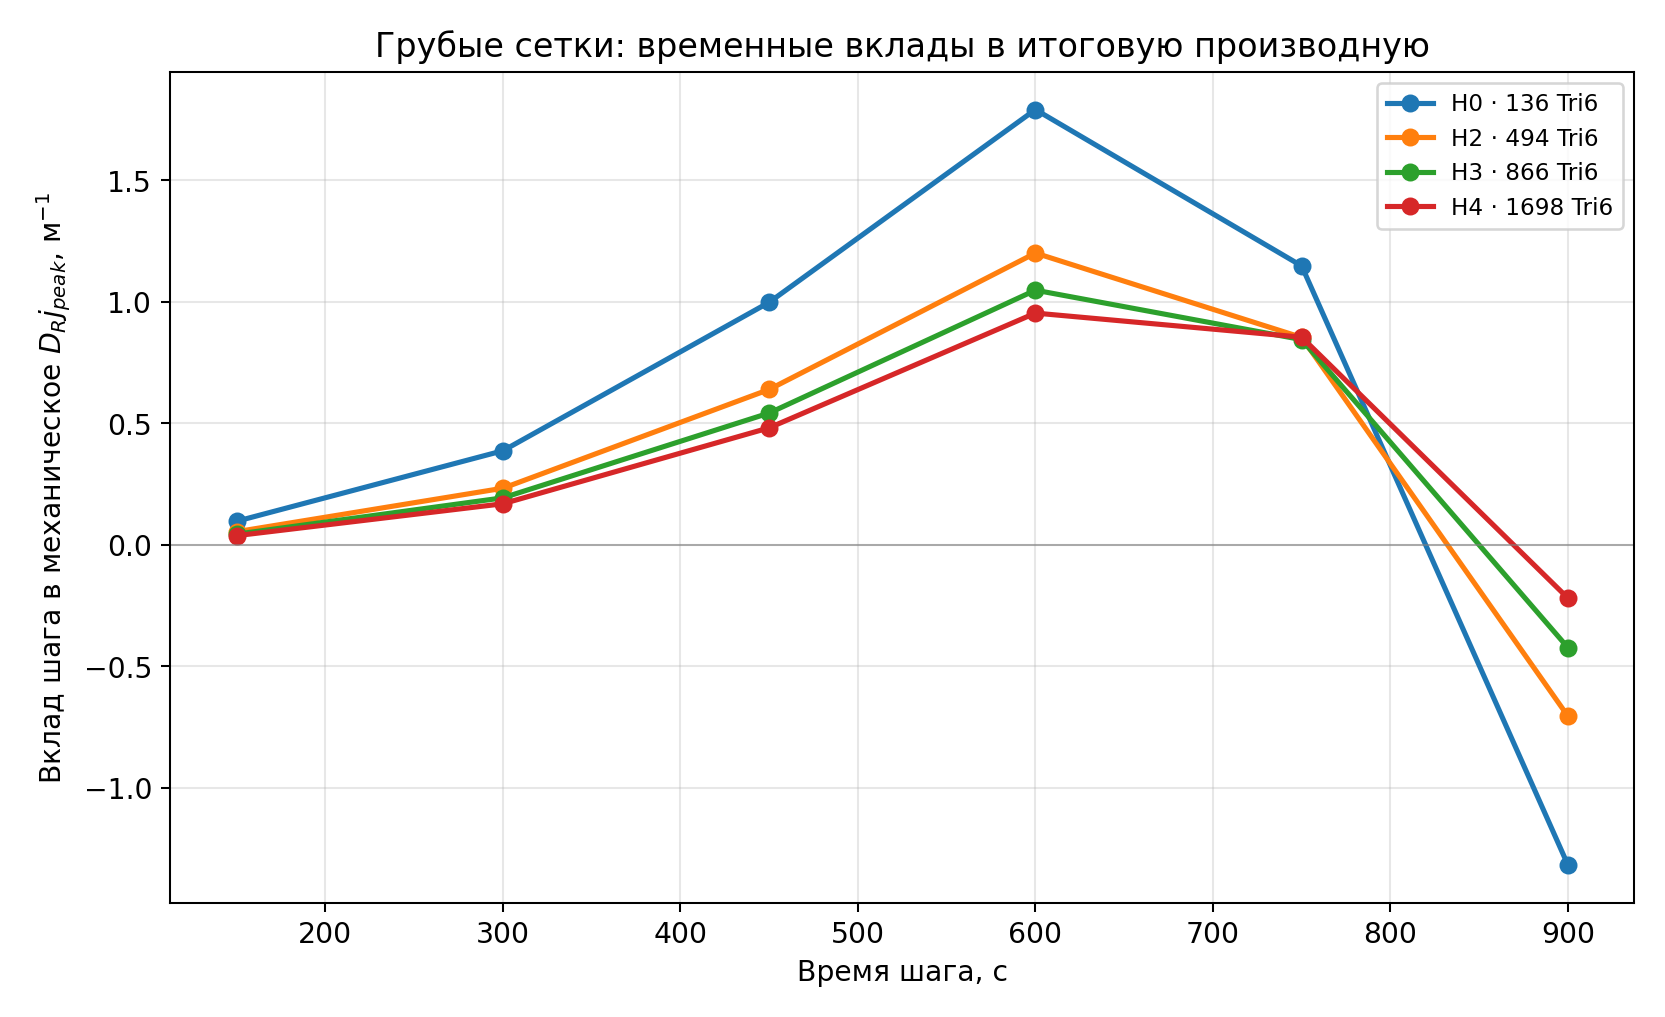 Грубые сетки: временные вклады в итоговую производную
Вклад шага в механическое $D_R j_{peak}$, м$^{-1}$
1.5
1.0
0.5
0.0
−0.5
−1.0
H0 · 136 Tri6
H2 · 494 Tri6
H3 · 866 Tri6
H4 · 1698 Tri6
200 300 400 500 600 700 800 900
Время шага, с